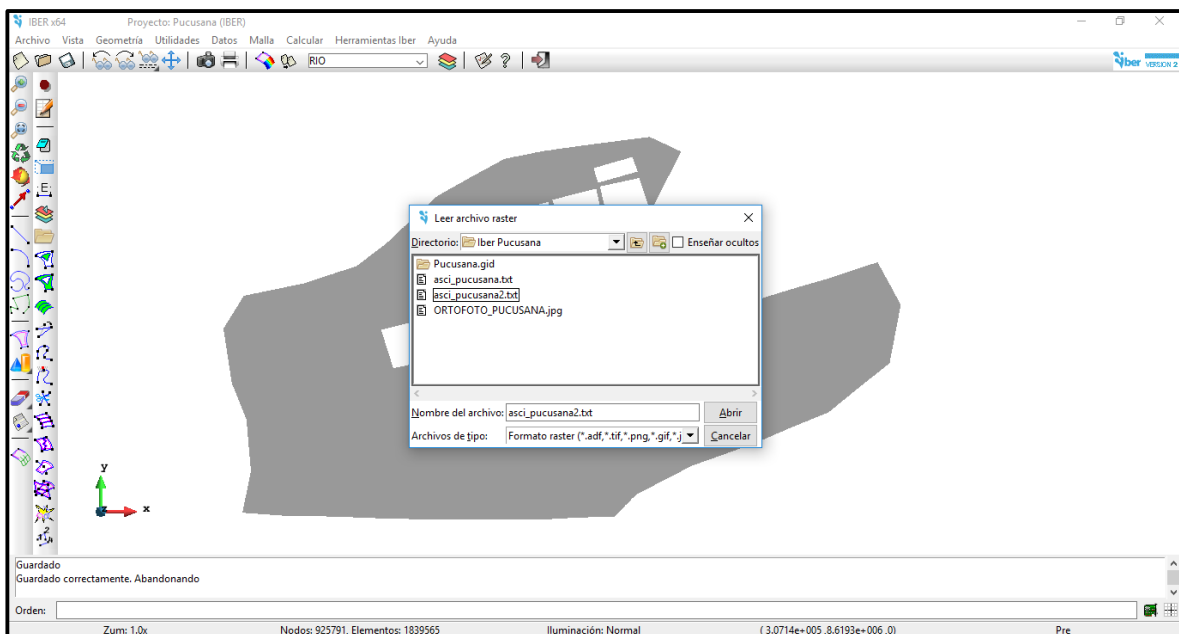 IBER x64 Proyecto: Pucusana (IBER)
Archivo Vista Geometría Utilidades Datos Malla Calcular Herramientas Iber Ayuda
RIO
iber VERSION 2
:E:
Leer archivo raster
Directorio: Iber Pucusana Enseñar ocultos
Pucusana.gid
asci_pucusana.txt
asci_pucusana2.txt
ORTOFOTO_PUCUSANA.jpg
Nombre del archivo: asci_pucusana2.txt Abrir
Archivos de tipo: Formato raster (*.adf,*.tif,*.png,*.gif,*.j Cancelar
y
x
Guardado
Guardado correctamente. Abandonando
Orden:
Zum: 1.0x Nodos: 925791, Elementos: 1839565 Iluminación: Normal ( 3.0714e+005 ,8.6193e+006 ,0) Pre